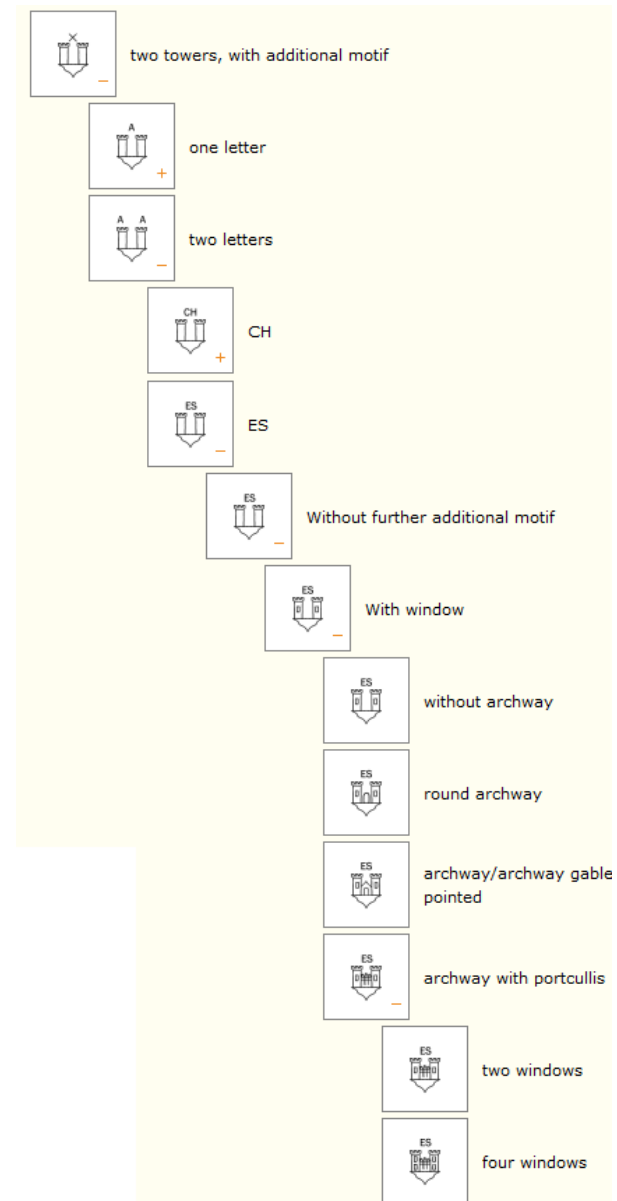 two towers, with additional motif
A
one letter
A A
two letters
CH
CH
ES
ES
ES
Without further additional motif
ES
With window
ES
without archway
ES
round archway
ES
archway/archway gable
pointed
ES
archway with portcullis
ES
two windows
ES
four windows